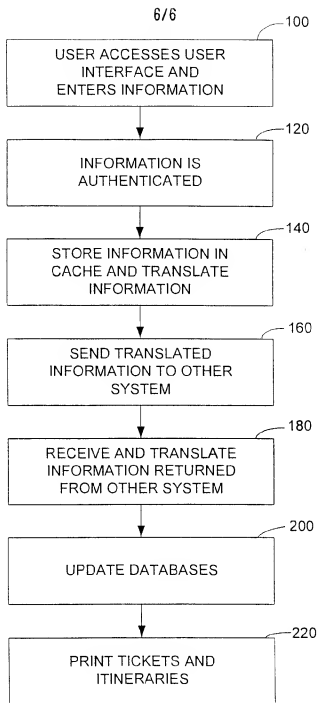 6/6
100
USER ACCESSES USER
INTERFACE AND
ENTERS INFORMATION
120
INFORMATION IS
AUTHENTICATED
140
STORE INFORMATION IN
CACHE AND TRANSLATE
INFORMATION
160
SEND TRANSLATED
INFORMATION TO OTHER
SYSTEM
180
RECEIVE AND TRANSLATE
INFORMATION RETURNED
FROM OTHER SYSTEM
200
UPDATE DATABASES
220
PRINT TICKETS AND
ITINERARIES